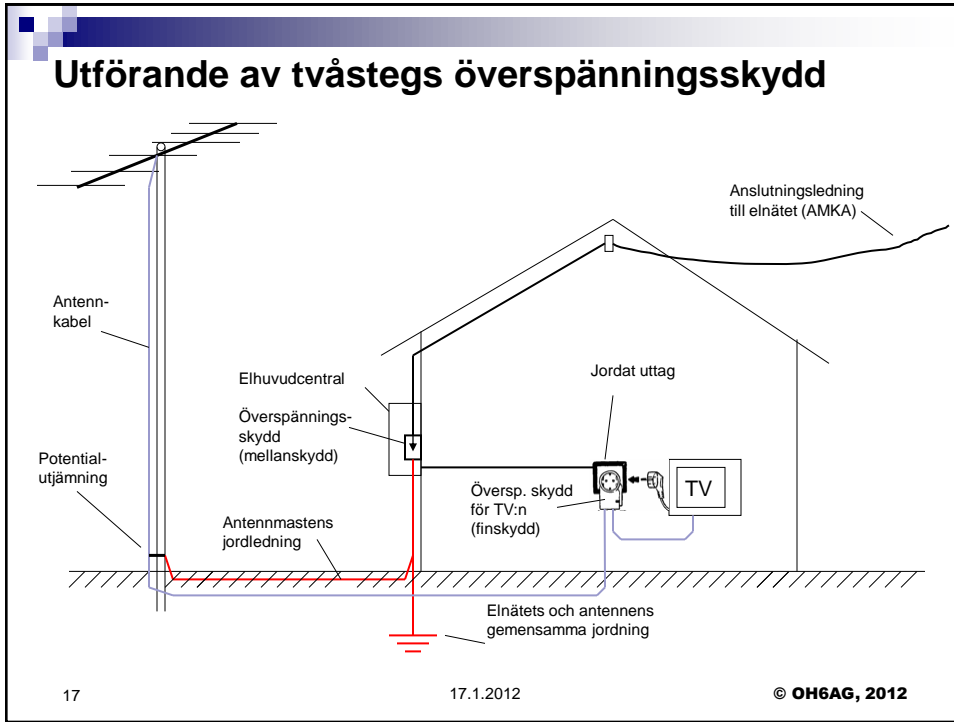 Utförande av tvåstegs överspänningsskydd
Anslutningsledning
till elnätet (AMKA)
Antenn-
kabel
Elhuvudcentral
Jordat uttag
Överspännings-
skydd
(mellanskydd)
Potential-
utjämning
Översp. skydd
för TV:n
(finskydd)
TV
Antennmastens
jordledning
Elnätets och antennens
gemensamma jordning
17
17.1.2012
© OH6AG, 2012